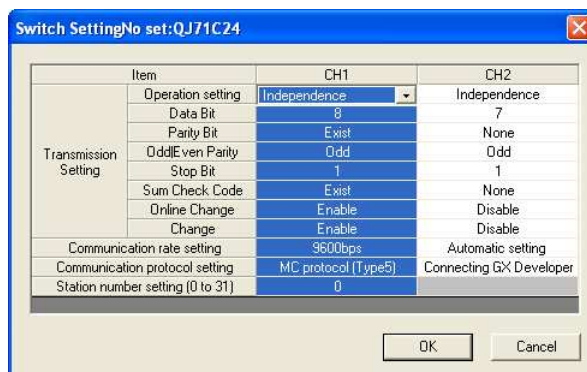 Switch SettingNo set:QJ71C24
Item CH1 CH2
Transmission Setting
Operation setting Independence Independence
Data Bit 8 7
Parity Bit Exist None
Odd|Even Parity Odd Odd
Stop Bit 1 1
Sum Check Code Exist None
Online Change Enable Disable
Change Enable Disable
Communication rate setting 9600bps Automatic setting
Communication protocol setting MC protocol (Type5) Connecting GX Developer
Station number setting (0 to 31) 0
OK Cancel